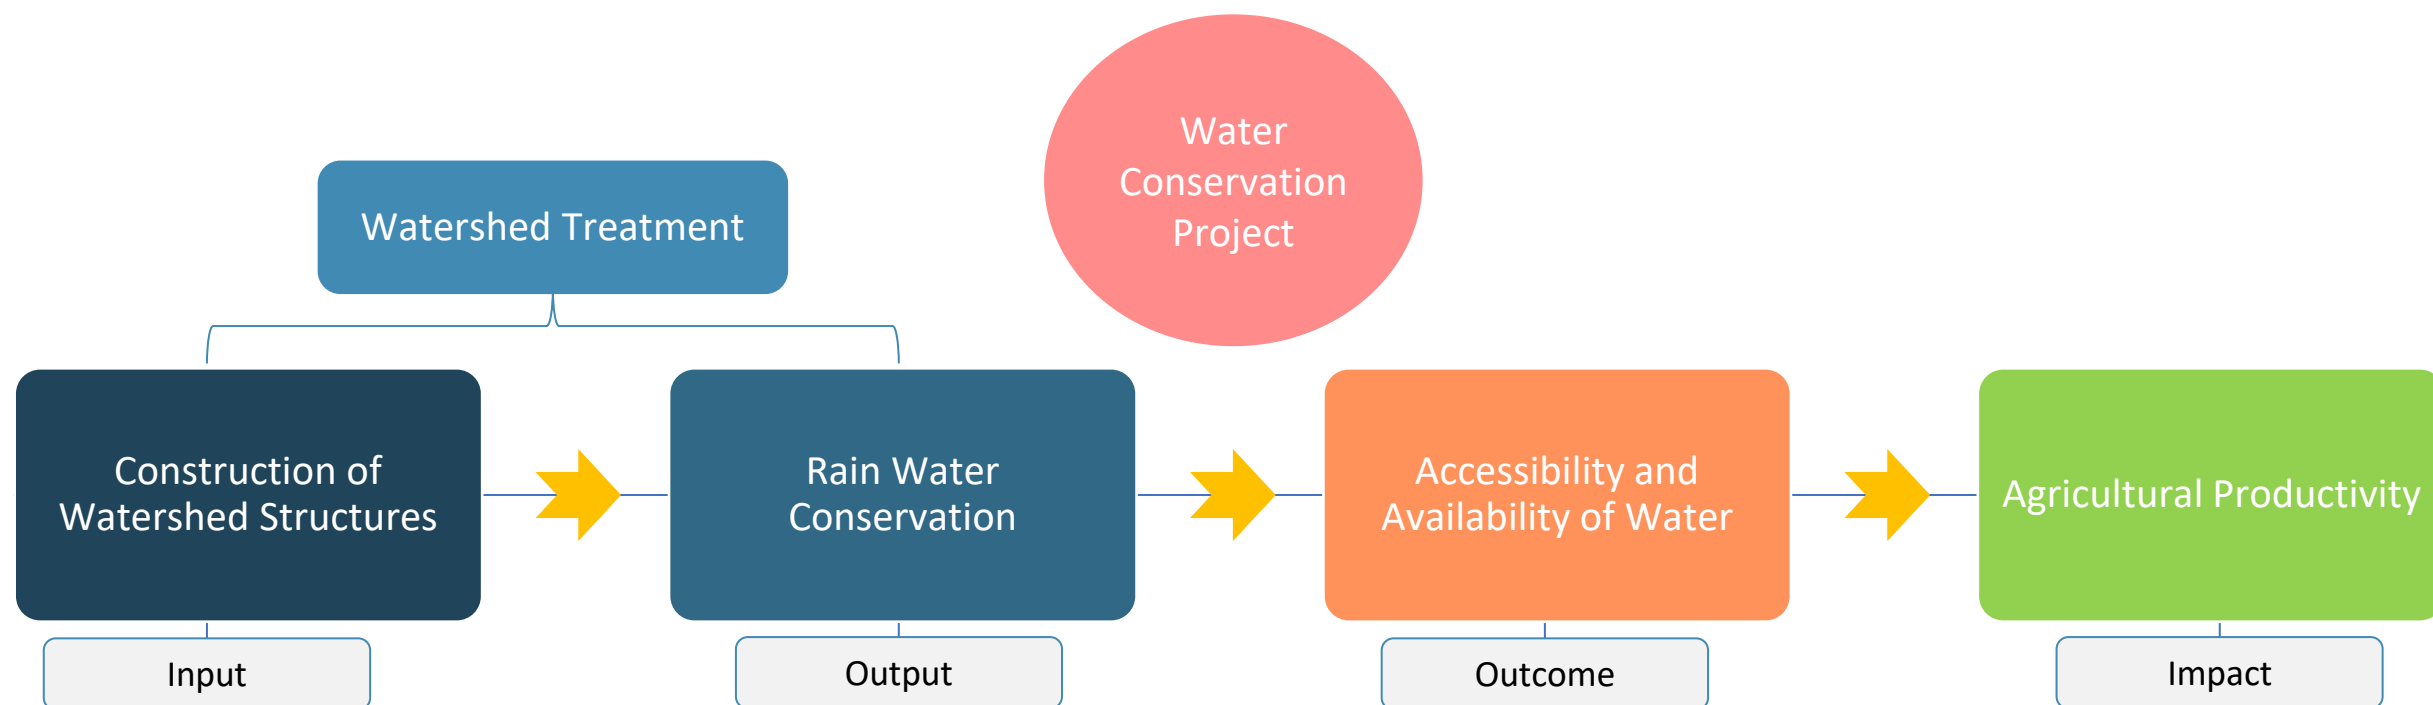 Water
Conservation
Project
Watershed Treatment
Construction of
Watershed Structures
Rain Water
Conservation
Accessibility and
Availability of Water
Agricultural Productivity
Input
Output
Outcome
Impact